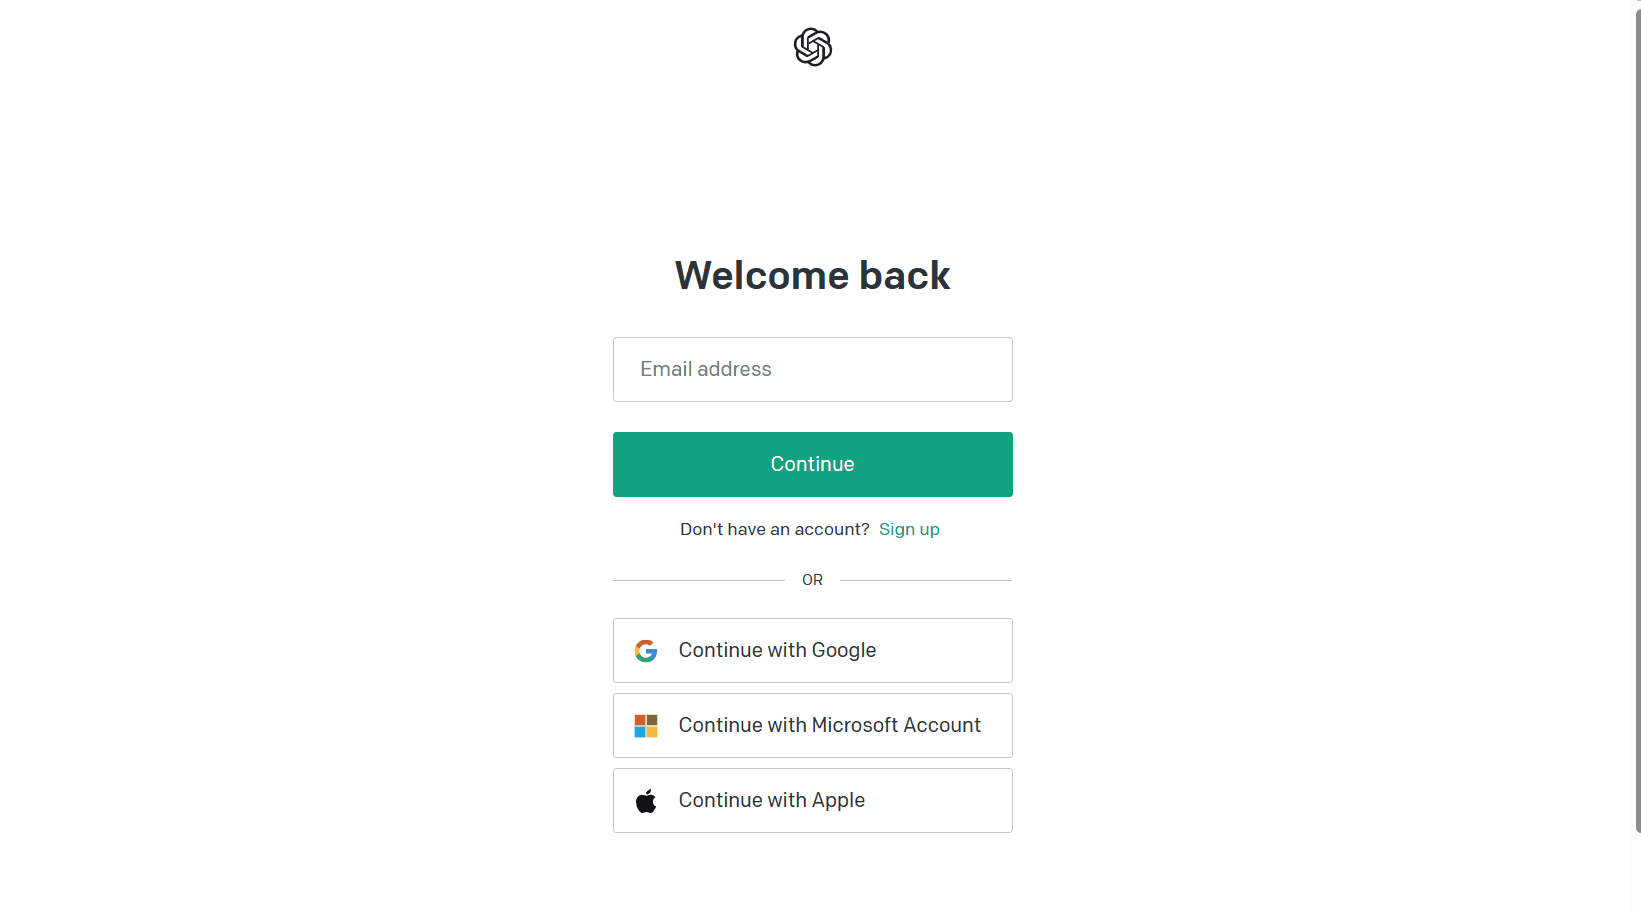 Welcome back
Email address
Continue
Don't have an account? Sign up
OR
Continue with Google
Continue with Microsoft Account
Continue with Apple